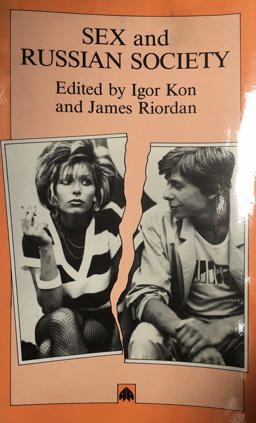 SEX and
RUSSIAN SOCIETY
Edited by Igor Kon
and James Riordan